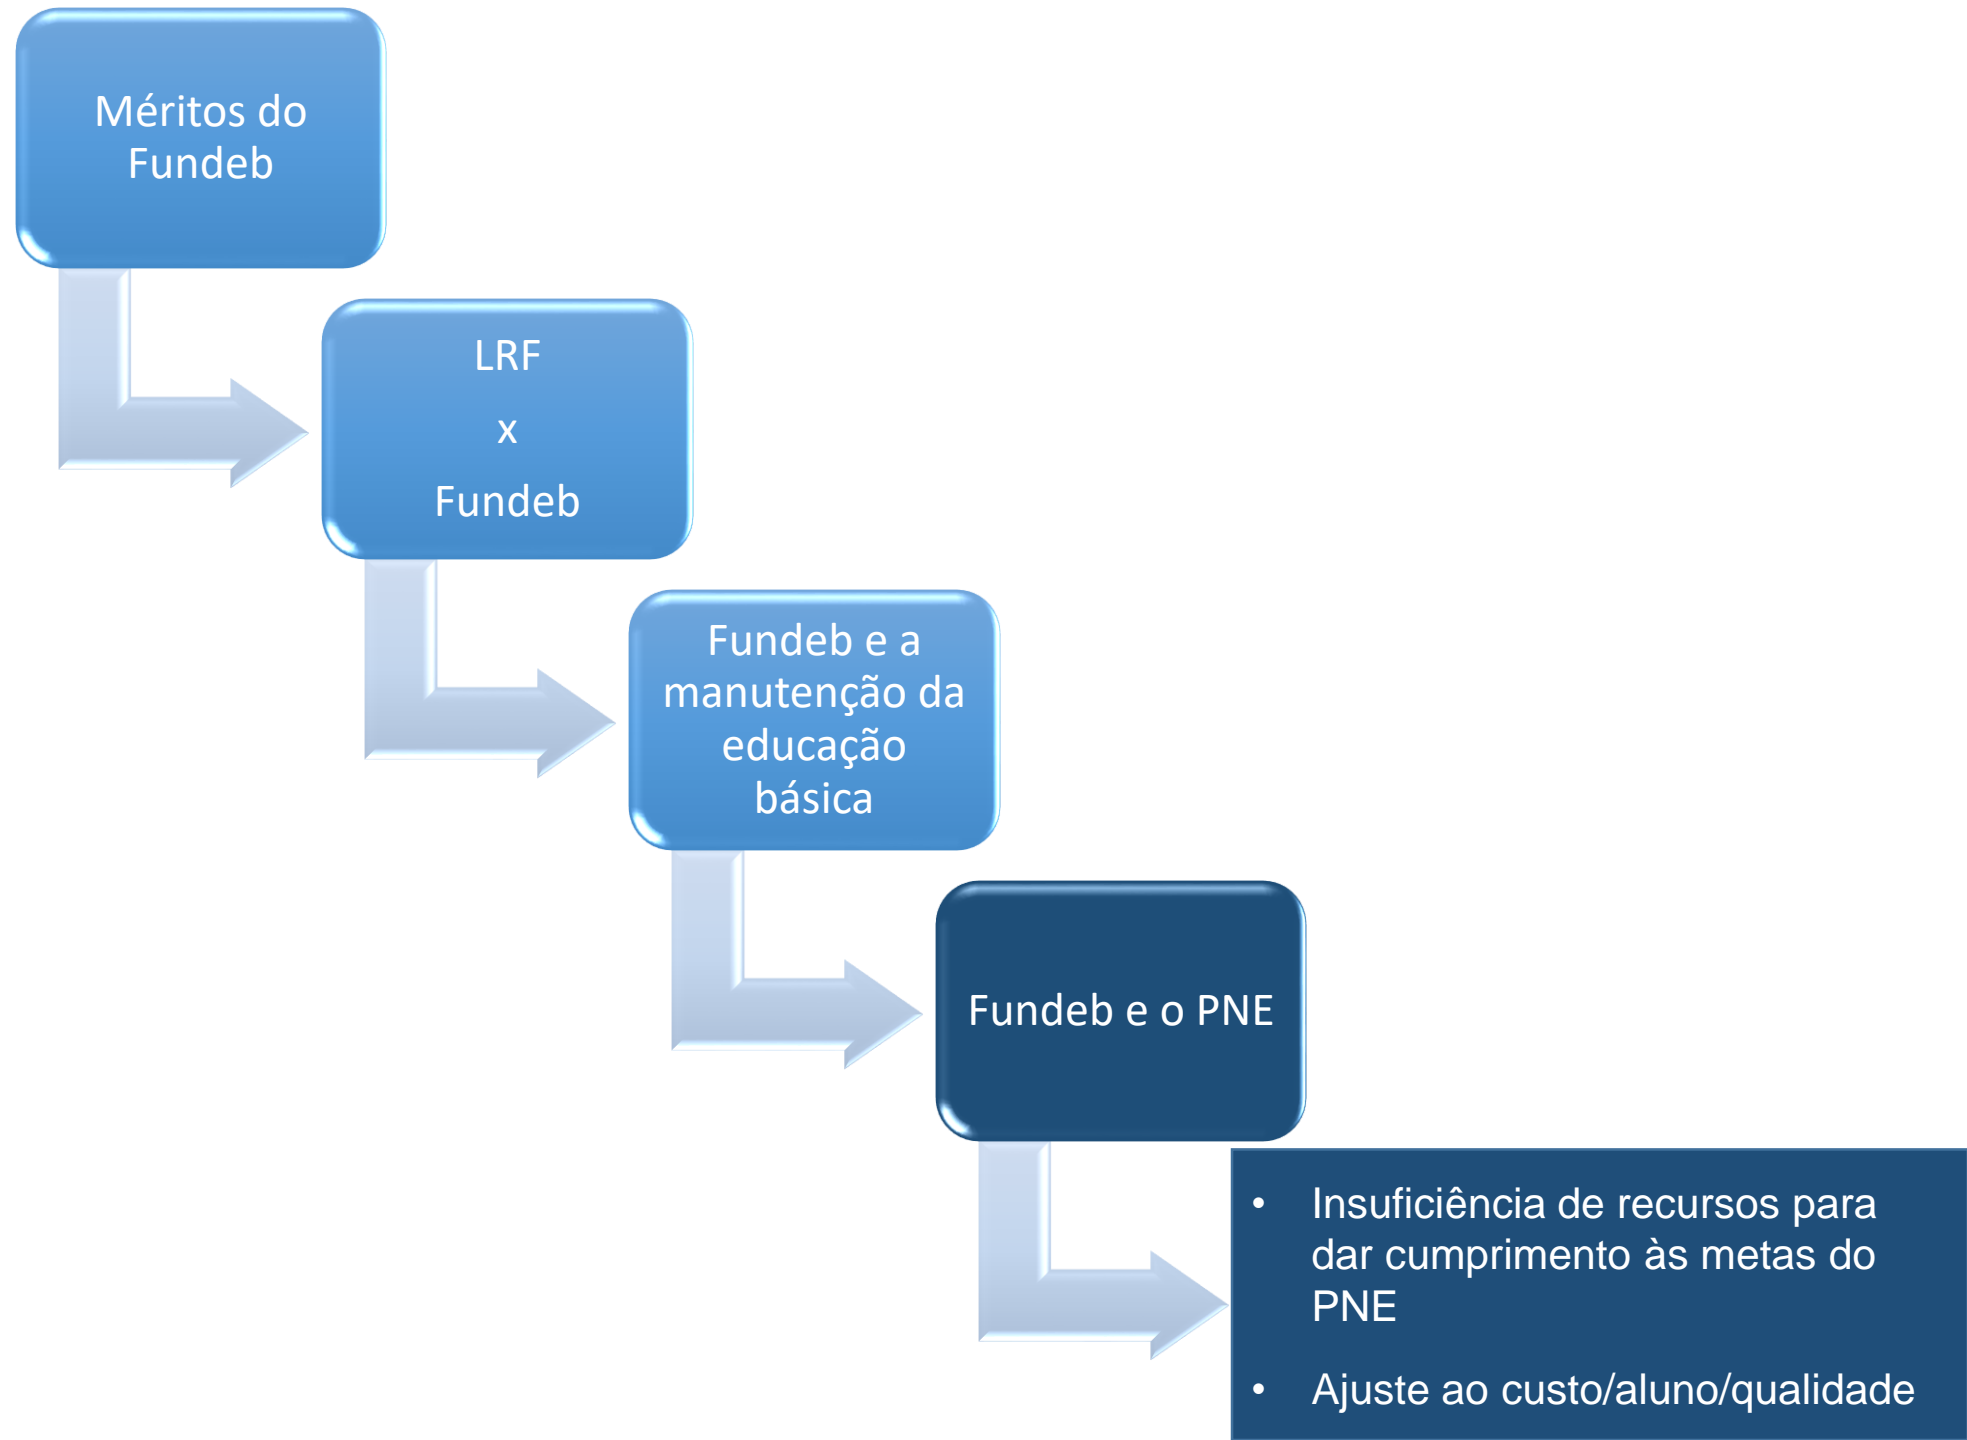 Méritos do
Fundeb
LRF
x
Fundeb
Fundeb e a
manutenção da
educação
básica
Fundeb e o PNE
• Insuficiência de recursos para
dar cumprimento às metas do
PNE
• Ajuste ao custo/aluno/qualidade